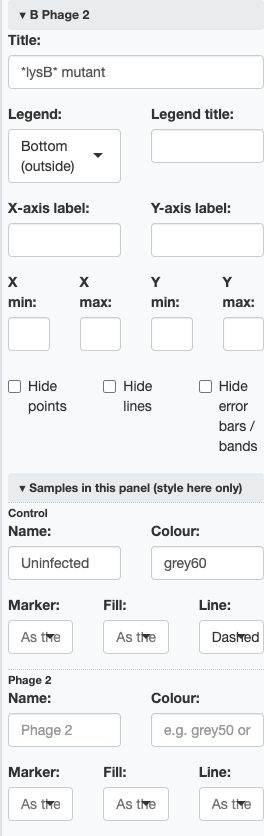 ▾ B Phage 2
Title:
*lysB* mutant
Legend: Legend title:
Bottom
(outside)
X-axis label: Y-axis label:
X X Y Y
min: max: min: max:
Hide Hide Hide
points lines error
bars /
bands
▾ Samples in this panel (style here only)
Control
Name: Colour:
Uninfected grey60
Marker: Fill: Line:
As the As the Dashed
Phage 2
Name: Colour:
Phage 2 e.g. grey50 or
Marker: Fill: Line:
As the As the As the